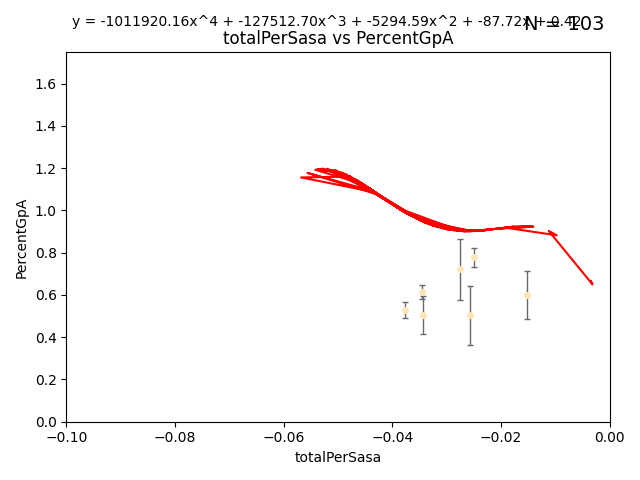 y = -1011920.16x^4 + -127512.70x^3 + -5294.59x^2 + -87.72x + 0.42
N = 103
totalPerSasa vs PercentGpA
PercentGpA
1.6
1.4
1.2
1.0
0.8
0.6
0.4
0.2
0.0
−0.10 −0.08 −0.06 −0.04 −0.02 0.00
totalPerSasa